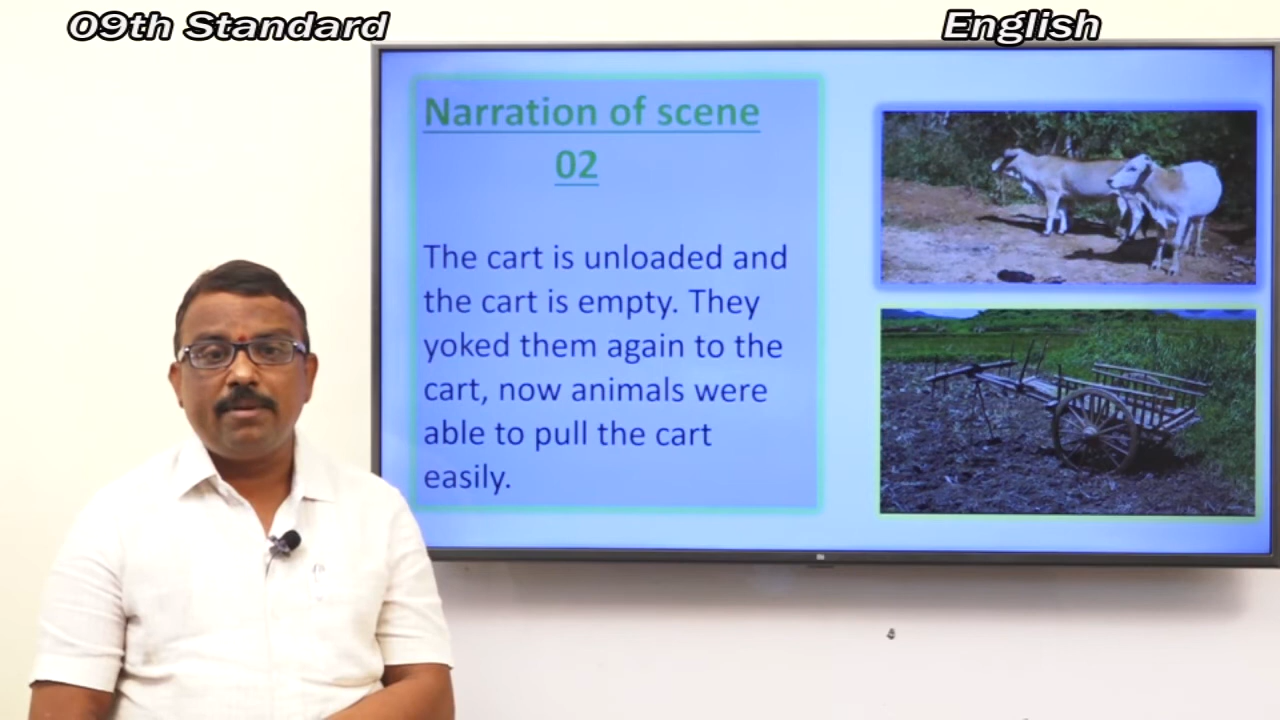 09th Standard
English
Narration of scene
02
The cart is unloaded and
the cart is empty. They
yoked them again to the
cart, now animals were
able to pull the cart
easily.